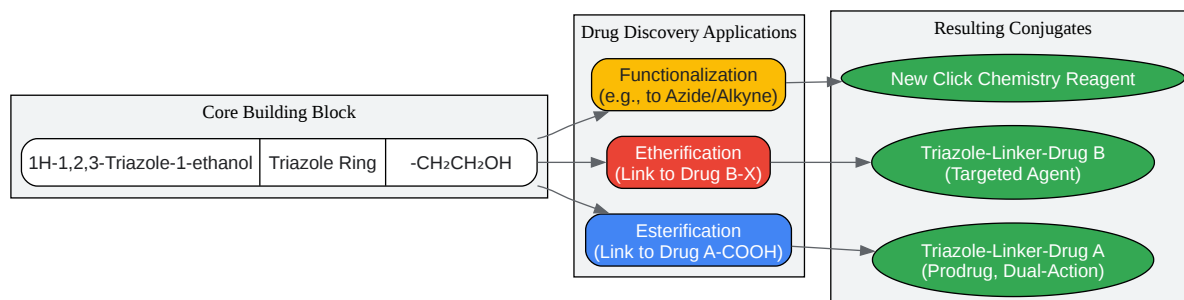 Core Building Block
1H-1,2,3-Triazole-1-ethanol
Triazole Ring
-CH₂CH₂OH
Drug Discovery Applications
Functionalization
(e.g., to Azide/Alkyne)
Etherification
(Link to Drug B-X)
Esterification
(Link to Drug A-COOH)
Resulting Conjugates
New Click Chemistry Reagent
Triazole-Linker-Drug B
(Targeted Agent)
Triazole-Linker-Drug A
(Prodrug, Dual-Action)